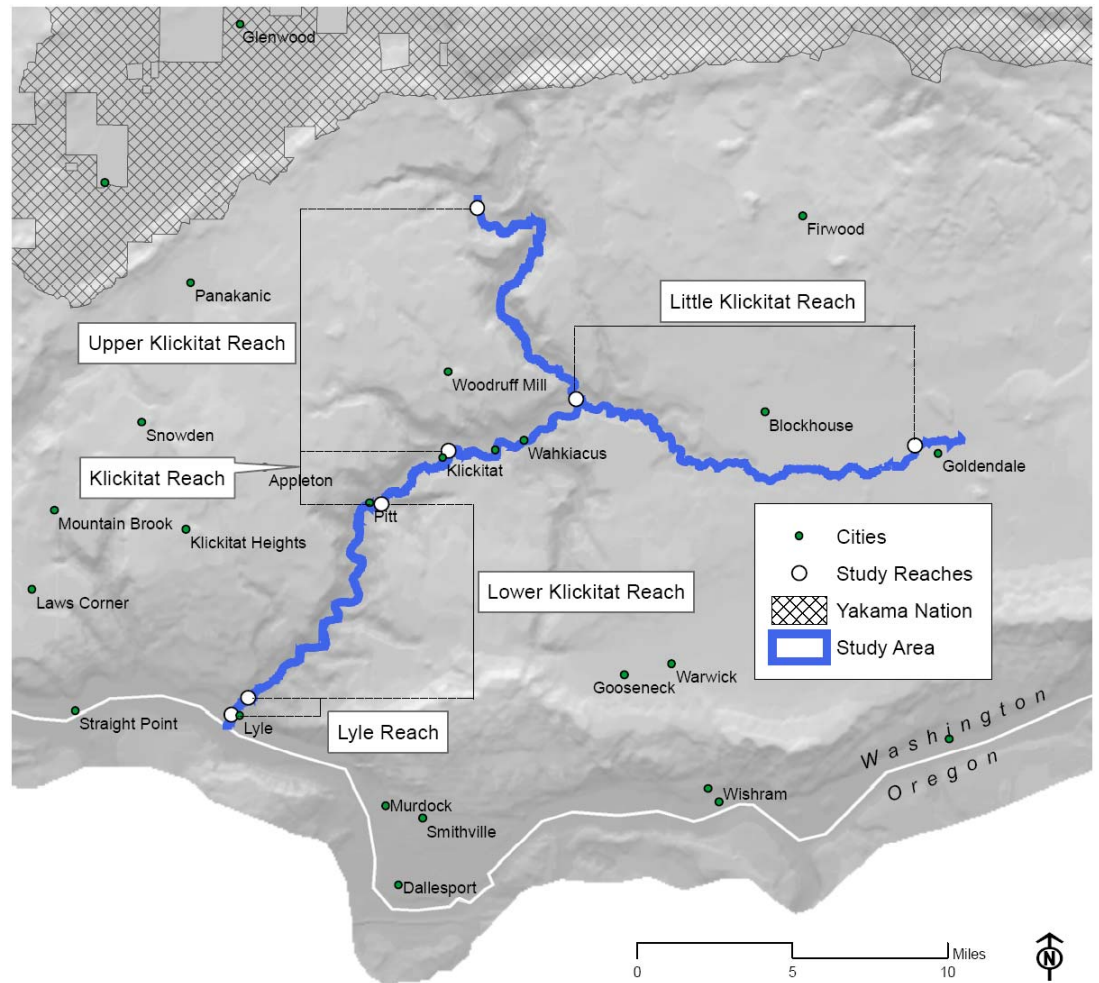 Glenwood
Firwood
Panakanic
Little Klickitat Reach
Upper Klickitat Reach
Woodruff Mill
Blockhouse
Snowden
Wahkiacus
Klickitat
Goldendale
Klickitat Reach
Appleton
Mountain Brook
Pitt
Klickitat Heights
Cities
Study Reaches
Laws Corner
Lower Klickitat Reach
Yakama Nation
Study Area
Warwick
Gooseneck
Straight Point
Lyle
Lyle Reach
Washington
Oregon
Murdock
Wishram
Smithville
Dallesport
Miles
0 5 10
N